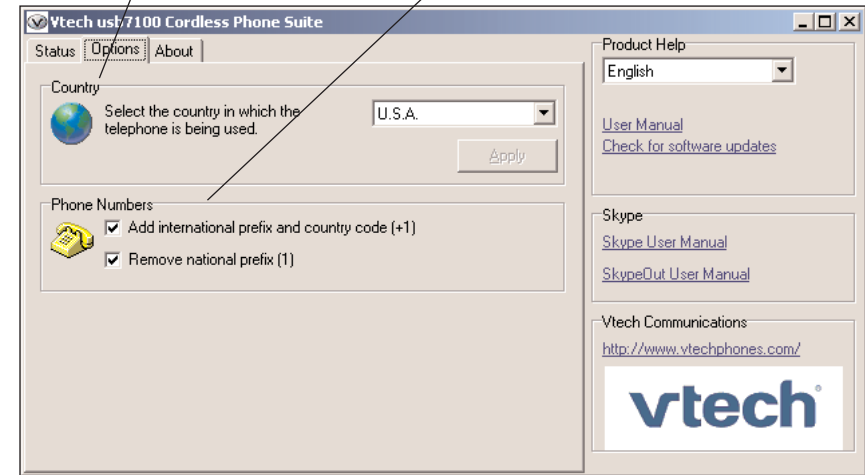 Vtech usb7100 Cordless Phone Suite
Status Options About
Country
Select the country in which the
telephone is being used.
U.S.A.
Apply
Phone Numbers
Add international prefix and country code (+1)
Remove national prefix (1)
Product Help
English
User Manual
Check for software updates
Skype
Skype User Manual
SkypeOut User Manual
Vtech Communications
http://www.vtechphones.com/
vtech